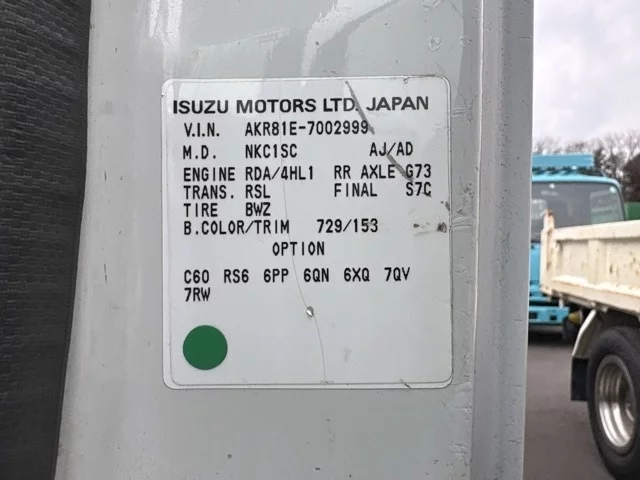 ISUZU MOTORS LTD. JAPAN
V.I.N. AKR81E-7002999
M.D. NKC1SC AJ/AD
ENGINE RDA/4HL1 RR AXLE G73
TRANS. RSL FINAL S7C
TIRE BWZ
B.COLOR/TRIM 729/153
OPTION
C60 RS6 6PP 6QN 6XQ 7QV
7RW